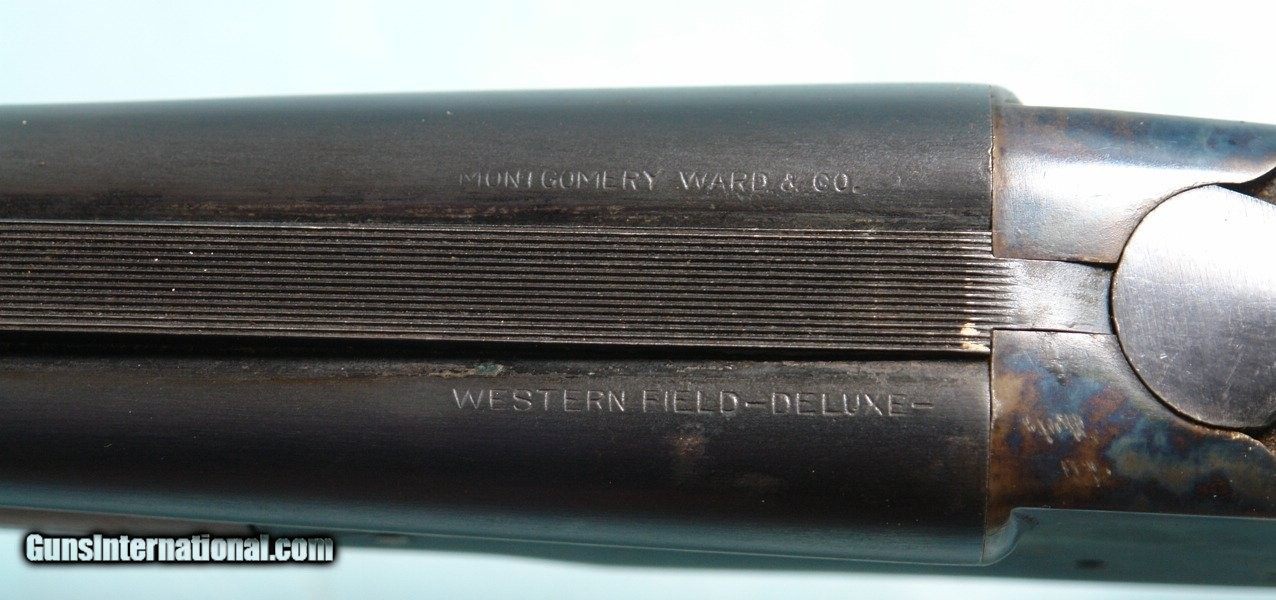 MONTGOMERY WARD & CO.
WESTERN FIELD-DELUXE-
GunsInternational.com